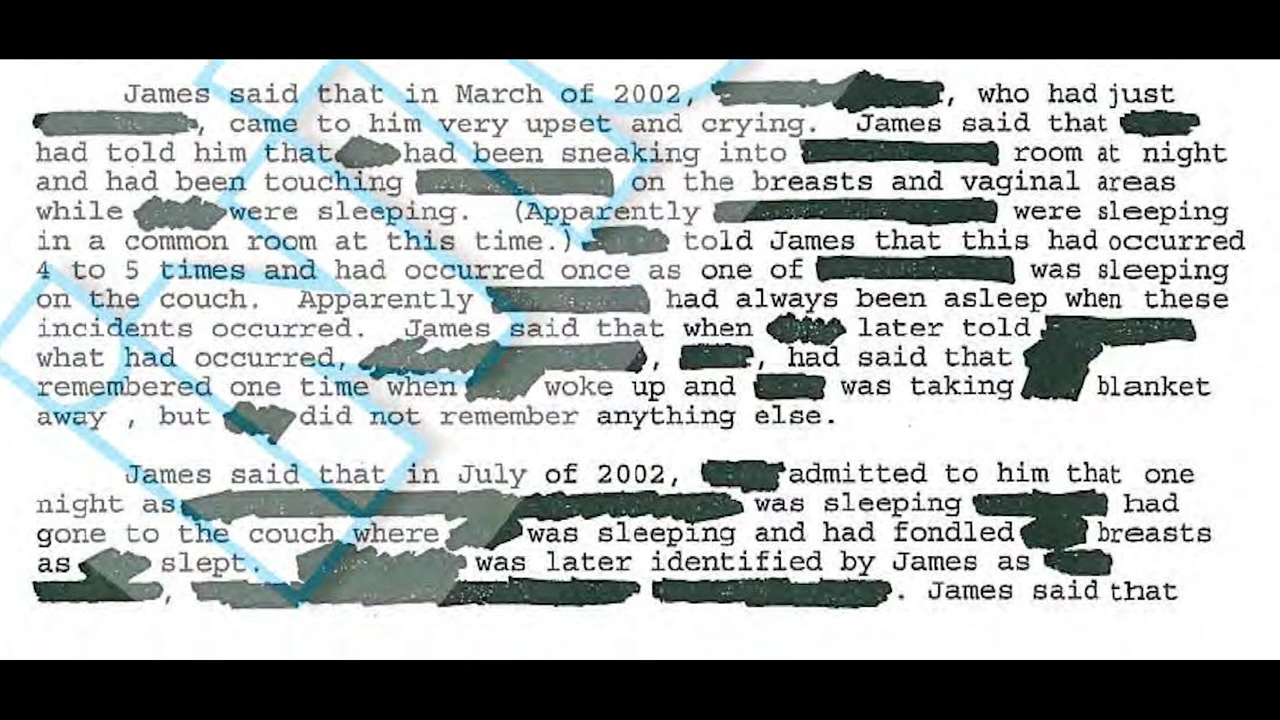 James said that in March of 2002, , who had just
, came to him very upset and crying. James said that
had told him that had been sneaking into room at night
and had been touching on the breasts and vaginal areas
while were sleeping. (Apparently were sleeping
in a common room at this time.) told James that this had occurred
4 to 5 times and had occurred once as one of was sleeping
on the couch. Apparently had always been asleep when these
incidents occurred. James said that when later told
what had occurred, , , had said that
remembered one time when woke up and was taking blanket
away , but did not remember anything else.
James said that in July of 2002, admitted to him that one
night as was sleeping had
gone to the couch where was sleeping and had fondled breasts
as slept. was later identified by James as
, . James said that